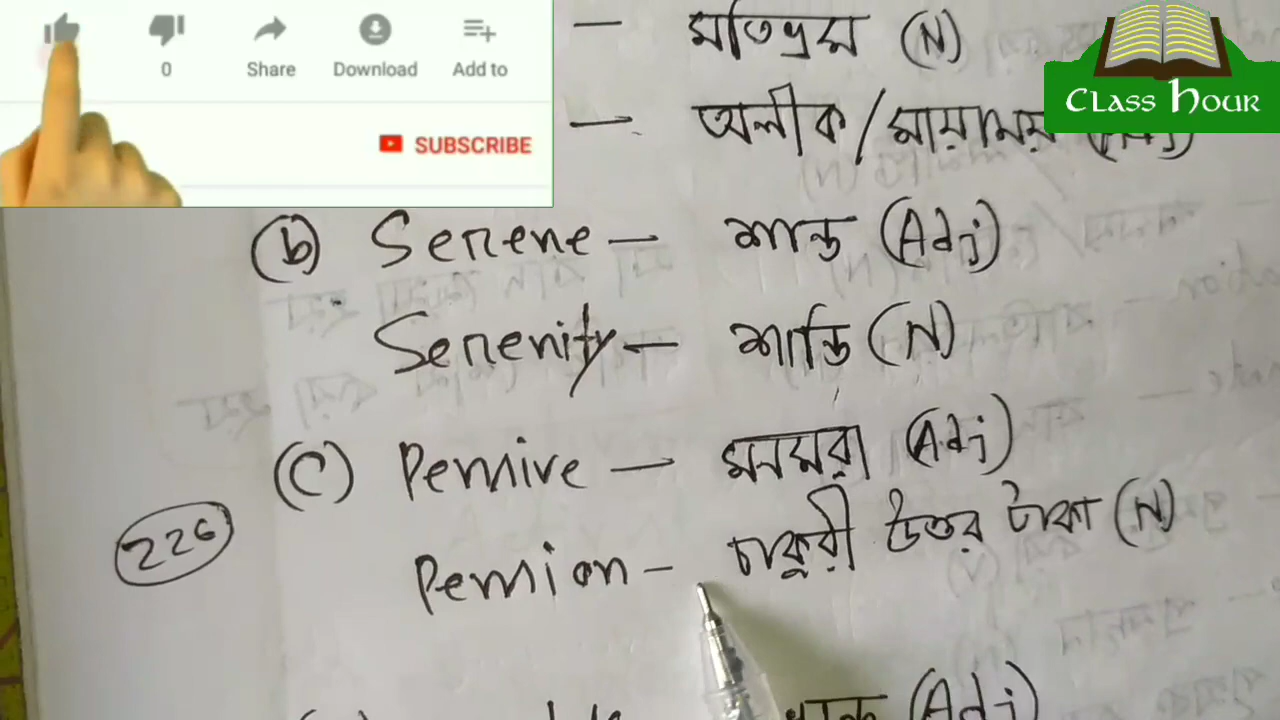 0 Share Download Add to
SUBSCRIBE
CLASS HOUR
— মতিভ্রম (N)
— অলীক/মায়াময় (Adj)
(b) Serene — শান্ত (Adj)
Serenity — শান্তি (N)
(C) Pensive — মনমরা (Adj)
226
Pension - চাকুরী উত্তর টাকা (N)
(Adj)